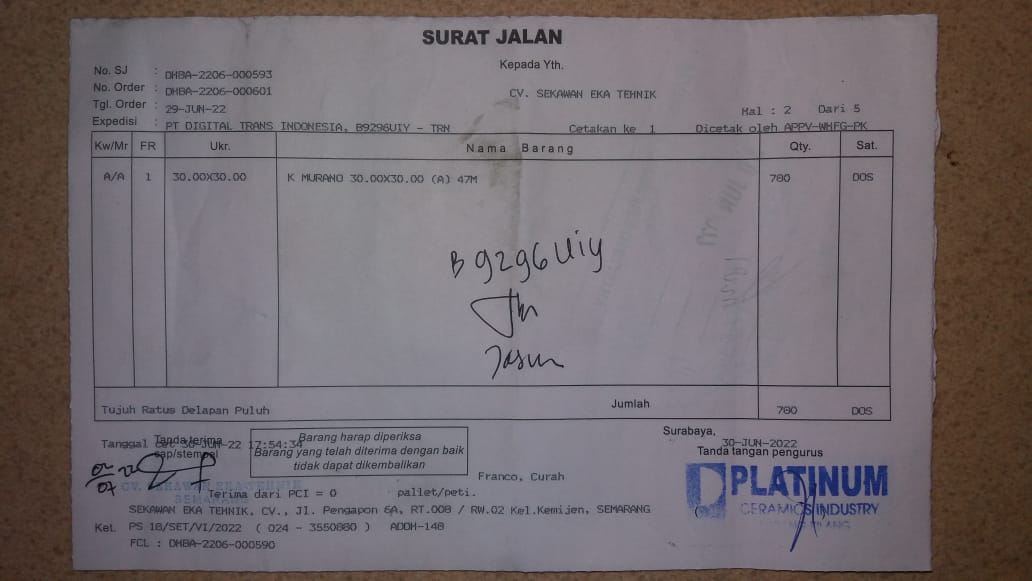 SURAT JALAN
Kepada Yth.
No. SJ : DHBA-2206-000593
No. Order : DHBA-2206-000601
CV. SEKAWAN EKA TEHNIK
Tgl. Order : 29-JUN-22
Hal : 2 Dari 5
Expedisi : PT DIGITAL TRANS INDONESIA, B9296UIY - TRN Cetakan ke 1 Dicetak oleh APPV-WHFG-PK
Kw/Mr FR Ukr. Nama Barang Qty. Sat.
A/A 1 30.00X30.00 K MURANO 30.00X30.00 (A) 47M 780 DOS
B 9296 Uiy
Tujuh Ratus Delapan Puluh Jumlah 780 DOS
Surabaya, 30-JUN-2022
Tanggal cet 30-JUN-22 17:54:34
Tanda terima
cap/stempel
Barang harap diperiksa
Barang yang telah diterima dengan baik
tidak dapat dikembalikan
Tanda tangan pengurus
02/07 22
Franco, Curah
CV. SEKAWAN EKA TEHNIK
SEMARANG
Terima dari PCI = 0 pallet/peti.
PLATINUM
CERAMICS INDUSTRY
SEKAWAN EKA TEHNIK, CV., Jl. Pengapon 6A, RT.008 / RW.02 Kel.Kemijen, SEMARANG
Ket. PS 18/SET/VI/2022 ( 024 - 3550880 ) ADDH-148
FCL : DHBA-2206-000590